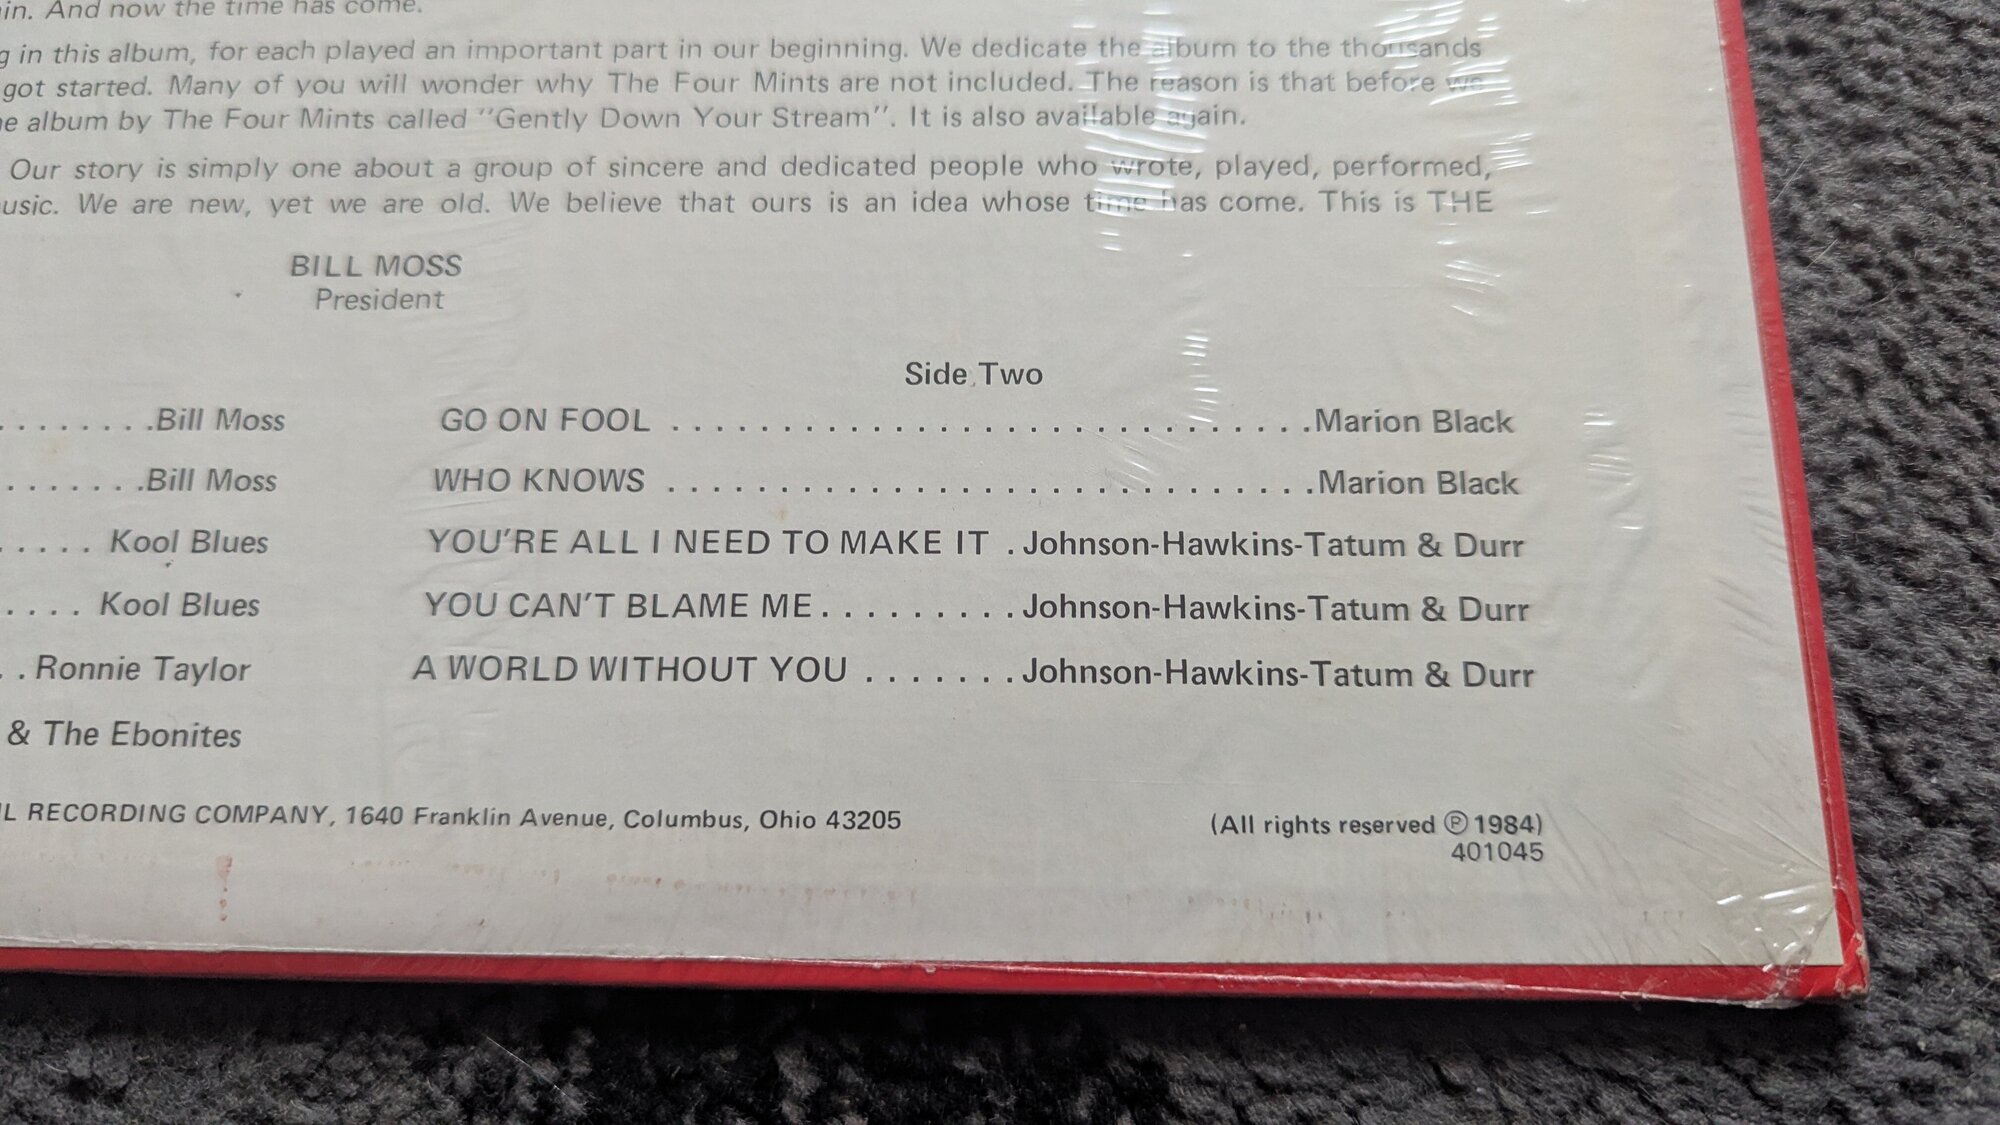 in. And now the time has come.
g in this album, for each played an important part in our beginning. We dedicate the album to the thousands
got started. Many of you will wonder why The Four Mints are not included. The reason is that before we
e album by The Four Mints called "Gently Down Your Stream". It is also available again.
Our story is simply one about a group of sincere and dedicated people who wrote, played, performed,
usic. We are new, yet we are old. We believe that ours is an idea whose time has come. This is THE
BILL MOSS
President
Side Two
. . . . . . . .Bill Moss
GO ON FOOL . . . . . . . . . . . . . . . . . . . . . . . . . . . . .Marion Black
. . . . . . .Bill Moss
WHO KNOWS . . . . . . . . . . . . . . . . . . . . . . . . . . . . .Marion Black
. . . . . Kool Blues
YOU'RE ALL I NEED TO MAKE IT .Johnson-Hawkins-Tatum & Durr
. . . . Kool Blues
YOU CAN'T BLAME ME. . . . . . . . .Johnson-Hawkins-Tatum & Durr
. .Ronnie Taylor
A WORLD WITHOUT YOU . . . . . . .Johnson-Hawkins-Tatum & Durr
& The Ebonites
L RECORDING COMPANY, 1640 Franklin Avenue, Columbus, Ohio 43205
(All rights reserved ℗ 1984)
401045